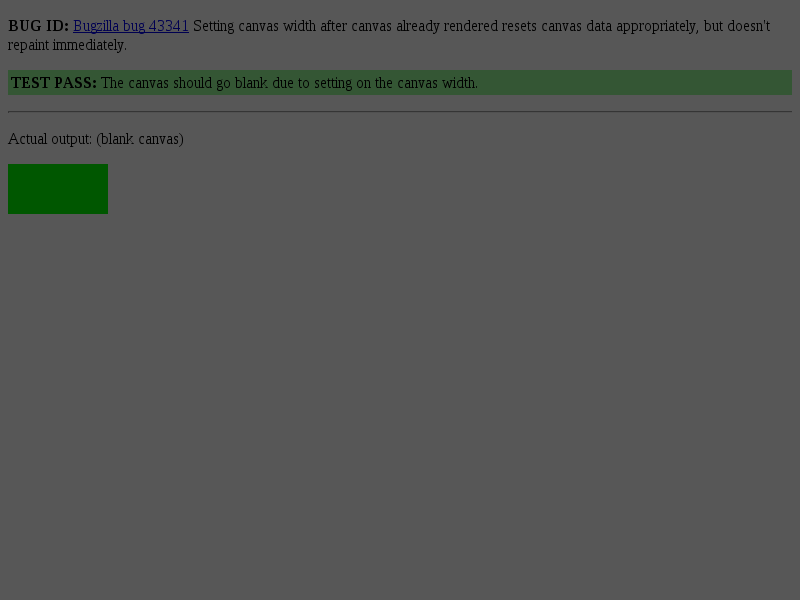 BUG ID: Bugzilla bug 43341 Setting canvas width after canvas already rendered resets canvas data appropriately, but doesn't
repaint immediately.
TEST PASS: The canvas should go blank due to setting on the canvas width.
Actual output: (blank canvas)